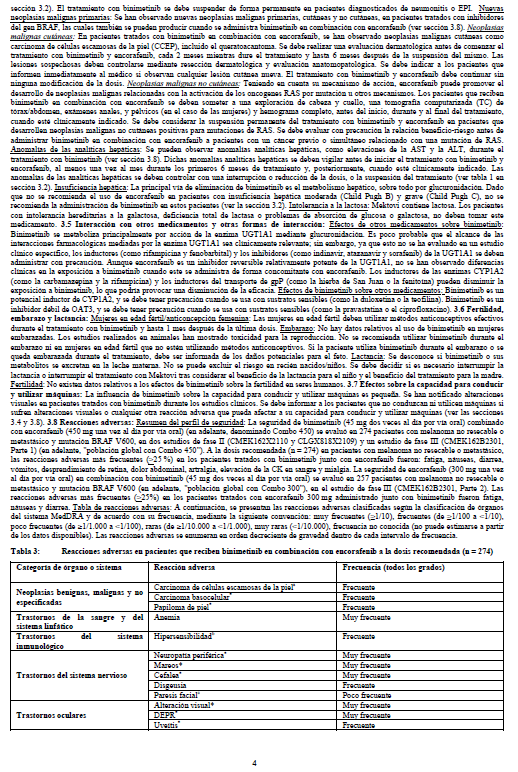 sección 3.2). El tratamiento con binimetinib se debe suspender de forma permanente en pacientes diagnosticados de neumonitis o EPI. Nuevas
neoplasias malignas primarias: Se han observado nuevas neoplasias malignas primarias, cutáneas y no cutáneas, en pacientes tratados con inhibidores
del gen BRAF, las cuales también se pueden producir cuando se administra binimetinib en combinación con encorafenib (ver sección 3.8). Neoplasias
malignas cutáneas: En pacientes tratados con binimetinib en combinación con encorafenib, se han observado neoplasias malignas cutáneas como
carcinoma de células escamosas de la piel (CCEP), incluido el queratoacantoma. Se debe realizar una evaluación dermatológica antes de comenzar el
tratamiento con binimetinib y encorafenib, cada 2 meses mientras dure el tratamiento y hasta 6 meses después de la suspensión del mismo. Las
lesiones sospechosas deben controlarse mediante resección dermatológica y evaluación anatomopatológica. Se debe indicar a los pacientes que
informen inmediatamente al médico si observan cualquier lesión cutánea nueva. El tratamiento con binimetinib y encorafenib debe continuar sin
ninguna modificación de la dosis. Neoplasias malignas no cutáneas: Teniendo en cuenta su mecanismo de acción, encorafenib puede promover el
desarrollo de neoplasias malignas relacionadas con la activación de los oncogenes RAS por mutación u otros mecanismos. Los pacientes que reciben
binimetinib en combinación con encorafenib se deben someter a una exploración de cabeza y cuello, una tomografía computarizada (TC) de
tórax/abdomen, exámenes anales, y pélvicos (en el caso de las mujeres) y hemograma completo, antes del inicio, durante y al final del tratamiento,
cuando esté clínicamente indicado. Se debe considerar la suspensión permanente del tratamiento con binimetinib y encorafenib en pacientes que
desarrollen neoplasias malignas no cutáneas positivas para mutaciones de RAS. Se debe evaluar con precaución la relación beneficio-riesgo antes de
administrar binimetinib en combinación con encorafenib a pacientes con un cáncer previo o simultaneo relacionado con una mutación de RAS.
Anomalías de las analíticas hepáticas: Se pueden observar anomalías analíticas hepáticas, como elevaciones de la AST y la ALT, durante el
tratamiento con binimetinib (ver sección 3.8). Dichas anomalías analíticas hepáticas se deben vigilar antes de iniciar el tratamiento con binimetinib y
encorafenib, al menos una vez al mes durante los primeros 6 meses de tratamiento y, posteriormente, cuando esté clínicamente indicado. Las
anomalías de las analíticas hepáticas se deben controlar con una interrupción o reducción de la dosis, o la suspensión del tratamiento (ver tabla 1 en
sección 3.2). Insuficiencia hepática: La principal vía de eliminación de binimetinib es el metabolismo hepático, sobre todo por glucuronidación. Dado
que no se recomienda el uso de encorafenib en pacientes con insuficiencia hepática moderada (Child Pugh B) y grave (Child Pugh C), no se
recomienda la administración de binimetinib en estos pacientes (ver la sección 3.2). Intolerancia a la lactosa: Mektovi contiene lactosa. Los pacientes
con intolerancia hereditarias a la galactosa, deficiencia total de lactasa o problemas de absorción de glucosa o galactosa, no deben tomar este
medicamento. 3.5 Interacción con otros medicamentos y otras formas de interacción: Efectos de otros medicamentos sobre binimetinib:
Binimetinib se metaboliza principalmente por acción de la enzima UGT1A1 mediante glucuronidación. Es poco probable que el alcance de las
interacciones farmacológicas mediadas por la enzima UGT1A1 sea clínicamente relevante; sin embargo, ya que esto no se ha evaluado en un estudio
clínico específico, los inductores (como rifampicina y fenobarbital) y los inhibidores (como indinavir, atazanavir y sorafenib) de la UGT1A1 se deben
administrar con precaución. Aunque encorafenib es un inhibidor reversible relativamente potente de la UGT1A1, no se han observado diferencias
clínicas en la exposición a binimetinib cuando este se administra de forma concomitante con encorafenib. Los inductores de las enzimas CYP1A2
(como la carbamazepina y la rifampicina) y los inductores del transporte de gpP (como la hierba de San Juan o la fenitoína) pueden disminuir la
exposición a binimetinib, lo que podría provocar una disminución de la eficacia. Efectos de binimetinib sobre otros medicamentos: Binimetinib es un
potencial inductor de CYP1A2, y se debe tener precaución cuando se usa con sustratos sensibles (como la duloxetina o la teofilina). Binimetinib es un
inhibidor débil de OAT3, y se debe tener precaución cuando se usa con sustratos sensibles (como la pravastatina o el ciprofloxacino). 3.6 Fertilidad,
embarazo y lactancia: Mujeres en edad fértil/anticoncepción femenina: Las mujeres en edad fértil deben utilizar métodos anticonceptivos efectivos
durante el tratamiento con binimetinib y hasta 1 mes después de la última dosis. Embarazo: No hay datos relativos al uso de binimetinib en mujeres
embarazadas. Los estudios realizados en animales han mostrado toxicidad para la reproducción. No se recomienda utilizar binimetinib durante el
embarazo ni en mujeres en edad fértil que no estén utilizando métodos anticonceptivos. Si la paciente utiliza binimetinib durante el embarazo o se
queda embarazada durante el tratamiento, debe ser informada de los daños potenciales para el feto. Lactancia: Se desconoce si binimetinib o sus
metabolitos se excretan en la leche materna. No se puede excluir el riesgo en recién nacidos/niños. Se debe decidir si es necesario interrumpir la
lactancia o interrumpir el tratamiento con Mektovi tras considerar el beneficio de la lactancia para el niño y el beneficio del tratamiento para la madre.
Fertilidad: No existen datos relativos a los efectos de binimetinib sobre la fertilidad en seres humanos. 3.7 Efectos sobre la capacidad para conducir
y utilizar máquinas: La influencia de binimetinib sobre la capacidad para conducir y utilizar máquinas es pequeña. Se han notificado alteraciones
visuales en pacientes tratados con binimetinib durante los estudios clínicos. Se debe informar a los pacientes que no conduzcan ni utilicen máquinas si
sufren alteraciones visuales o cualquier otra reacción adversa que pueda afectar a su capacidad para conducir y utilizar máquinas (ver las secciones
3.4 y 3.8). 3.8 Reacciones adversas: Resumen del perfil de seguridad: La seguridad de binimetinib (45 mg dos veces al día por vía oral) combinado
con encorafenib (450 mg una vez al día por vía oral) (en adelante, denominado Combo 450) se evaluó en 274 pacientes con melanoma no resecable o
metastásico y mutación BRAF V600, en dos estudios de fase II (CMEK162X2110 y CLGX818X2109) y un estudio de fase III (CMEK162B2301,
Parte 1) (en adelante, "población global con Combo 450"). A la dosis recomendada (n = 274) en pacientes con melanoma no resecable o metastásico,
las reacciones adversas más frecuentes (≥25 %) en los pacientes tratados con binimetinib junto con encorafenib fueron: fatiga, náuseas, diarrea,
vómitos, desprendimiento de retina, dolor abdominal, artralgia, elevación de la CK en sangre y mialgia. La seguridad de encorafenib (300 mg una vez
al día por vía oral) en combinación con binimetinib (45 mg dos veces al día por vía oral) se evaluó en 257 pacientes con melanoma no resecable o
metastásico y mutación BRAF V600 (en adelante, "población global con Combo 300"), en el estudio de fase III (CMEK162B2301, Parte 2). Las
reacciones adversas más frecuentes (≥25%) en los pacientes tratados con encorafenib 300 mg administrado junto con binimetinib fueron fatiga,
náuseas y diarrea. Tabla de reacciones adversas: A continuación, se presentan las reacciones adversas clasificadas según la clasificación de órganos
del sistema MedDRA y de acuerdo con su frecuencia, mediante la siguiente convención: muy frecuentes (≥1/10), frecuentes (de ≥1/100 a <1/10),
poco frecuentes (de ≥1/1.000 a <1/100), raras (de ≥1/10.000 a <1/1.000), muy raras (<1/10.000), frecuencia no conocida (no puede estimarse a partir
de los datos disponibles). Las reacciones adversas se enumeran en orden decreciente de gravedad dentro de cada intervalo de frecuencia.
Tabla 3: Reacciones adversas en pacientes que reciben binimetinib en combinación con encorafenib a la dosis recomendada (n = 274)
Categoría de órgano o sistema Reacción adversa Frecuencia (todos los grados)
Neoplasias benignas, malignas y no especificadas Carcinoma de células escamosas de la piel Frecuente
Carcinoma basocelular* Frecuente
Papiloma de piel* Frecuente
Trastornos de la sangre y del sistema linfático Anemia Muy frecuente
Trastornos del sistema inmunológico Hipersensibilidad Frecuente
Trastornos del sistema nervioso Neuropatía periférica* Muy frecuente
Mareos* Muy frecuente
Cefalea* Muy frecuente
Disgeusia Frecuente
Paresis facial Poco frecuente
Trastornos oculares Alteración visual* Muy frecuente
DEPR* Muy frecuente
Uveítis* Frecuente
4